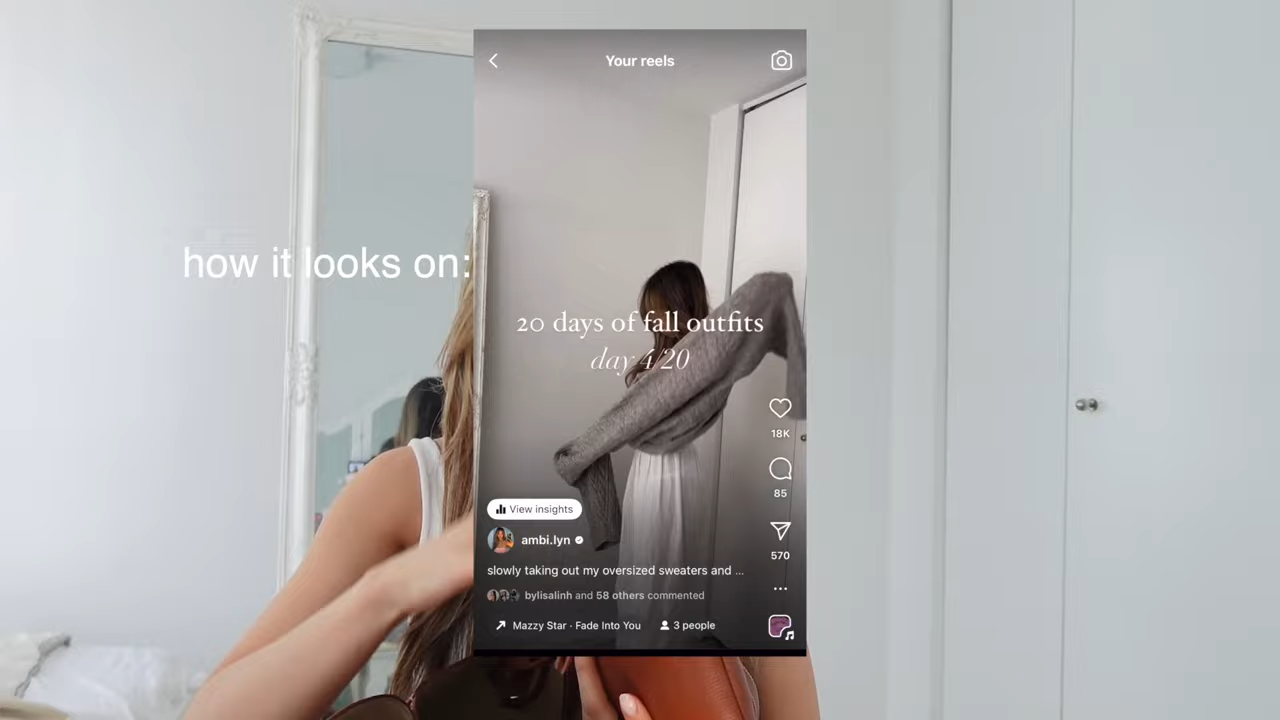 Your reels
how it looks on:
20 days of fall outfits
day 4/20
18K
85
View insights
570
ambi.lyn
slowly taking out my oversized sweaters and ...
bylisalinh and 58 others commented
Mazzy Star · Fade Into You
3 people